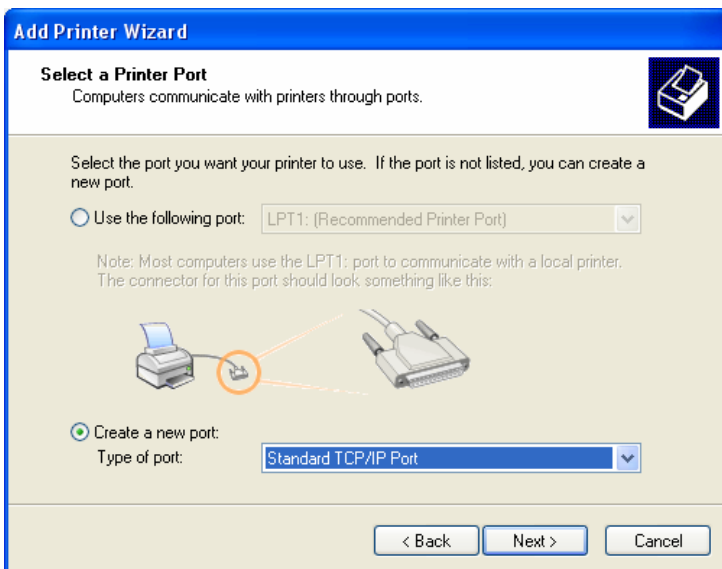 Add Printer Wizard
Select a Printer Port
Computers communicate with printers through ports.
Select the port you want your printer to use. If the port is not listed, you can create a
new port.
Use the following port: LPT1: (Recommended Printer Port)
Note: Most computers use the LPT1: port to communicate with a local printer.
The connector for this port should look something like this:
Create a new port:
Type of port: Standard TCP/IP Port
< Back Next > Cancel